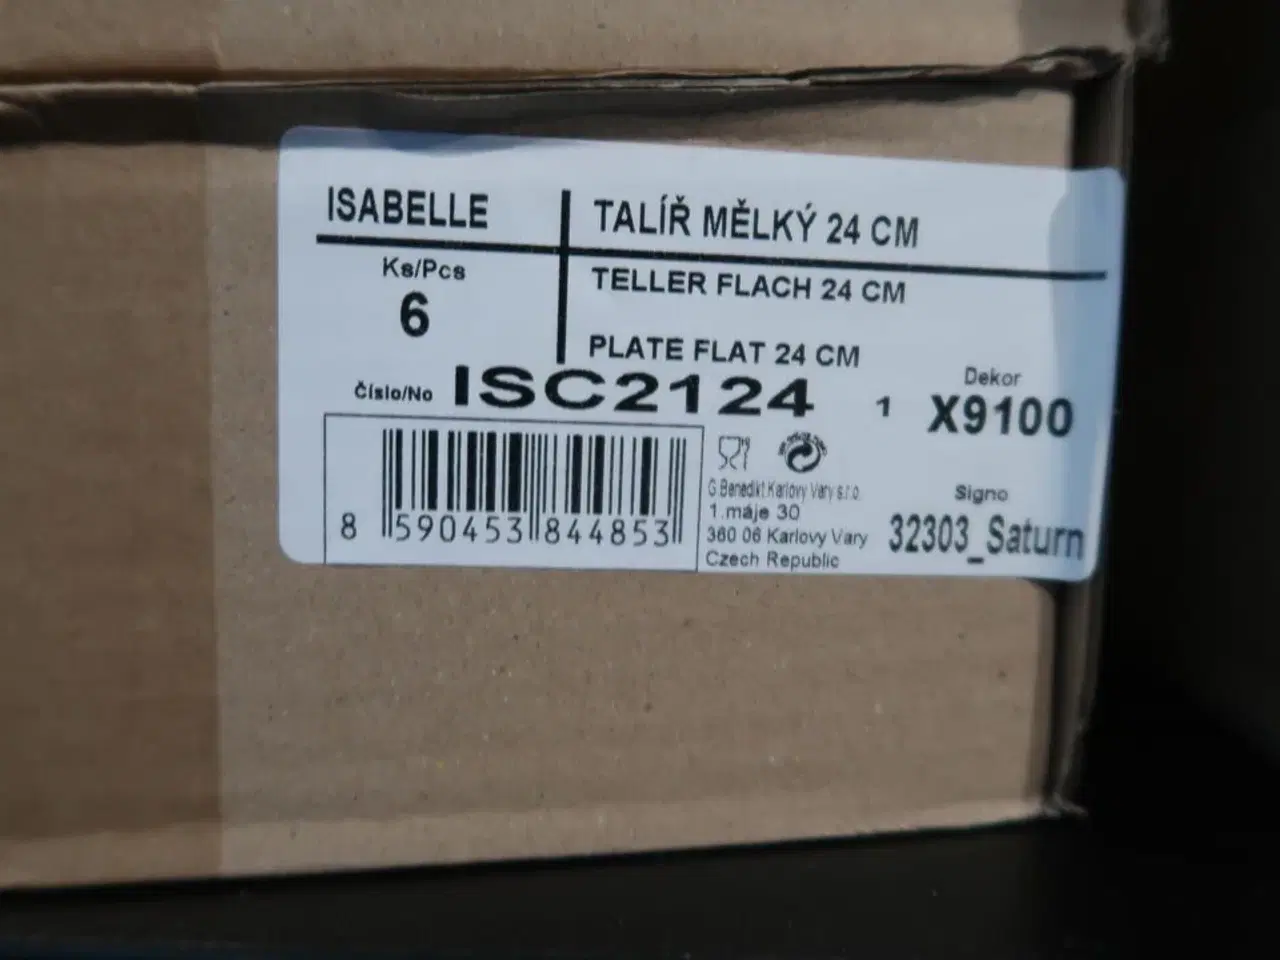 ISABELLE
TALÍŘ MĚLKÝ 24 CM
Ks/Pcs
6
TELLER FLACH 24 CM
PLATE FLAT 24 CM
Číslo/No ISC2124 1
Dekor
X9100
8 590453 844853
G.Benedikt Karlovy Vary s.r.o.
1.máje 30
360 06 Karlovy Vary
Czech Republic
Signo
32303_Saturn